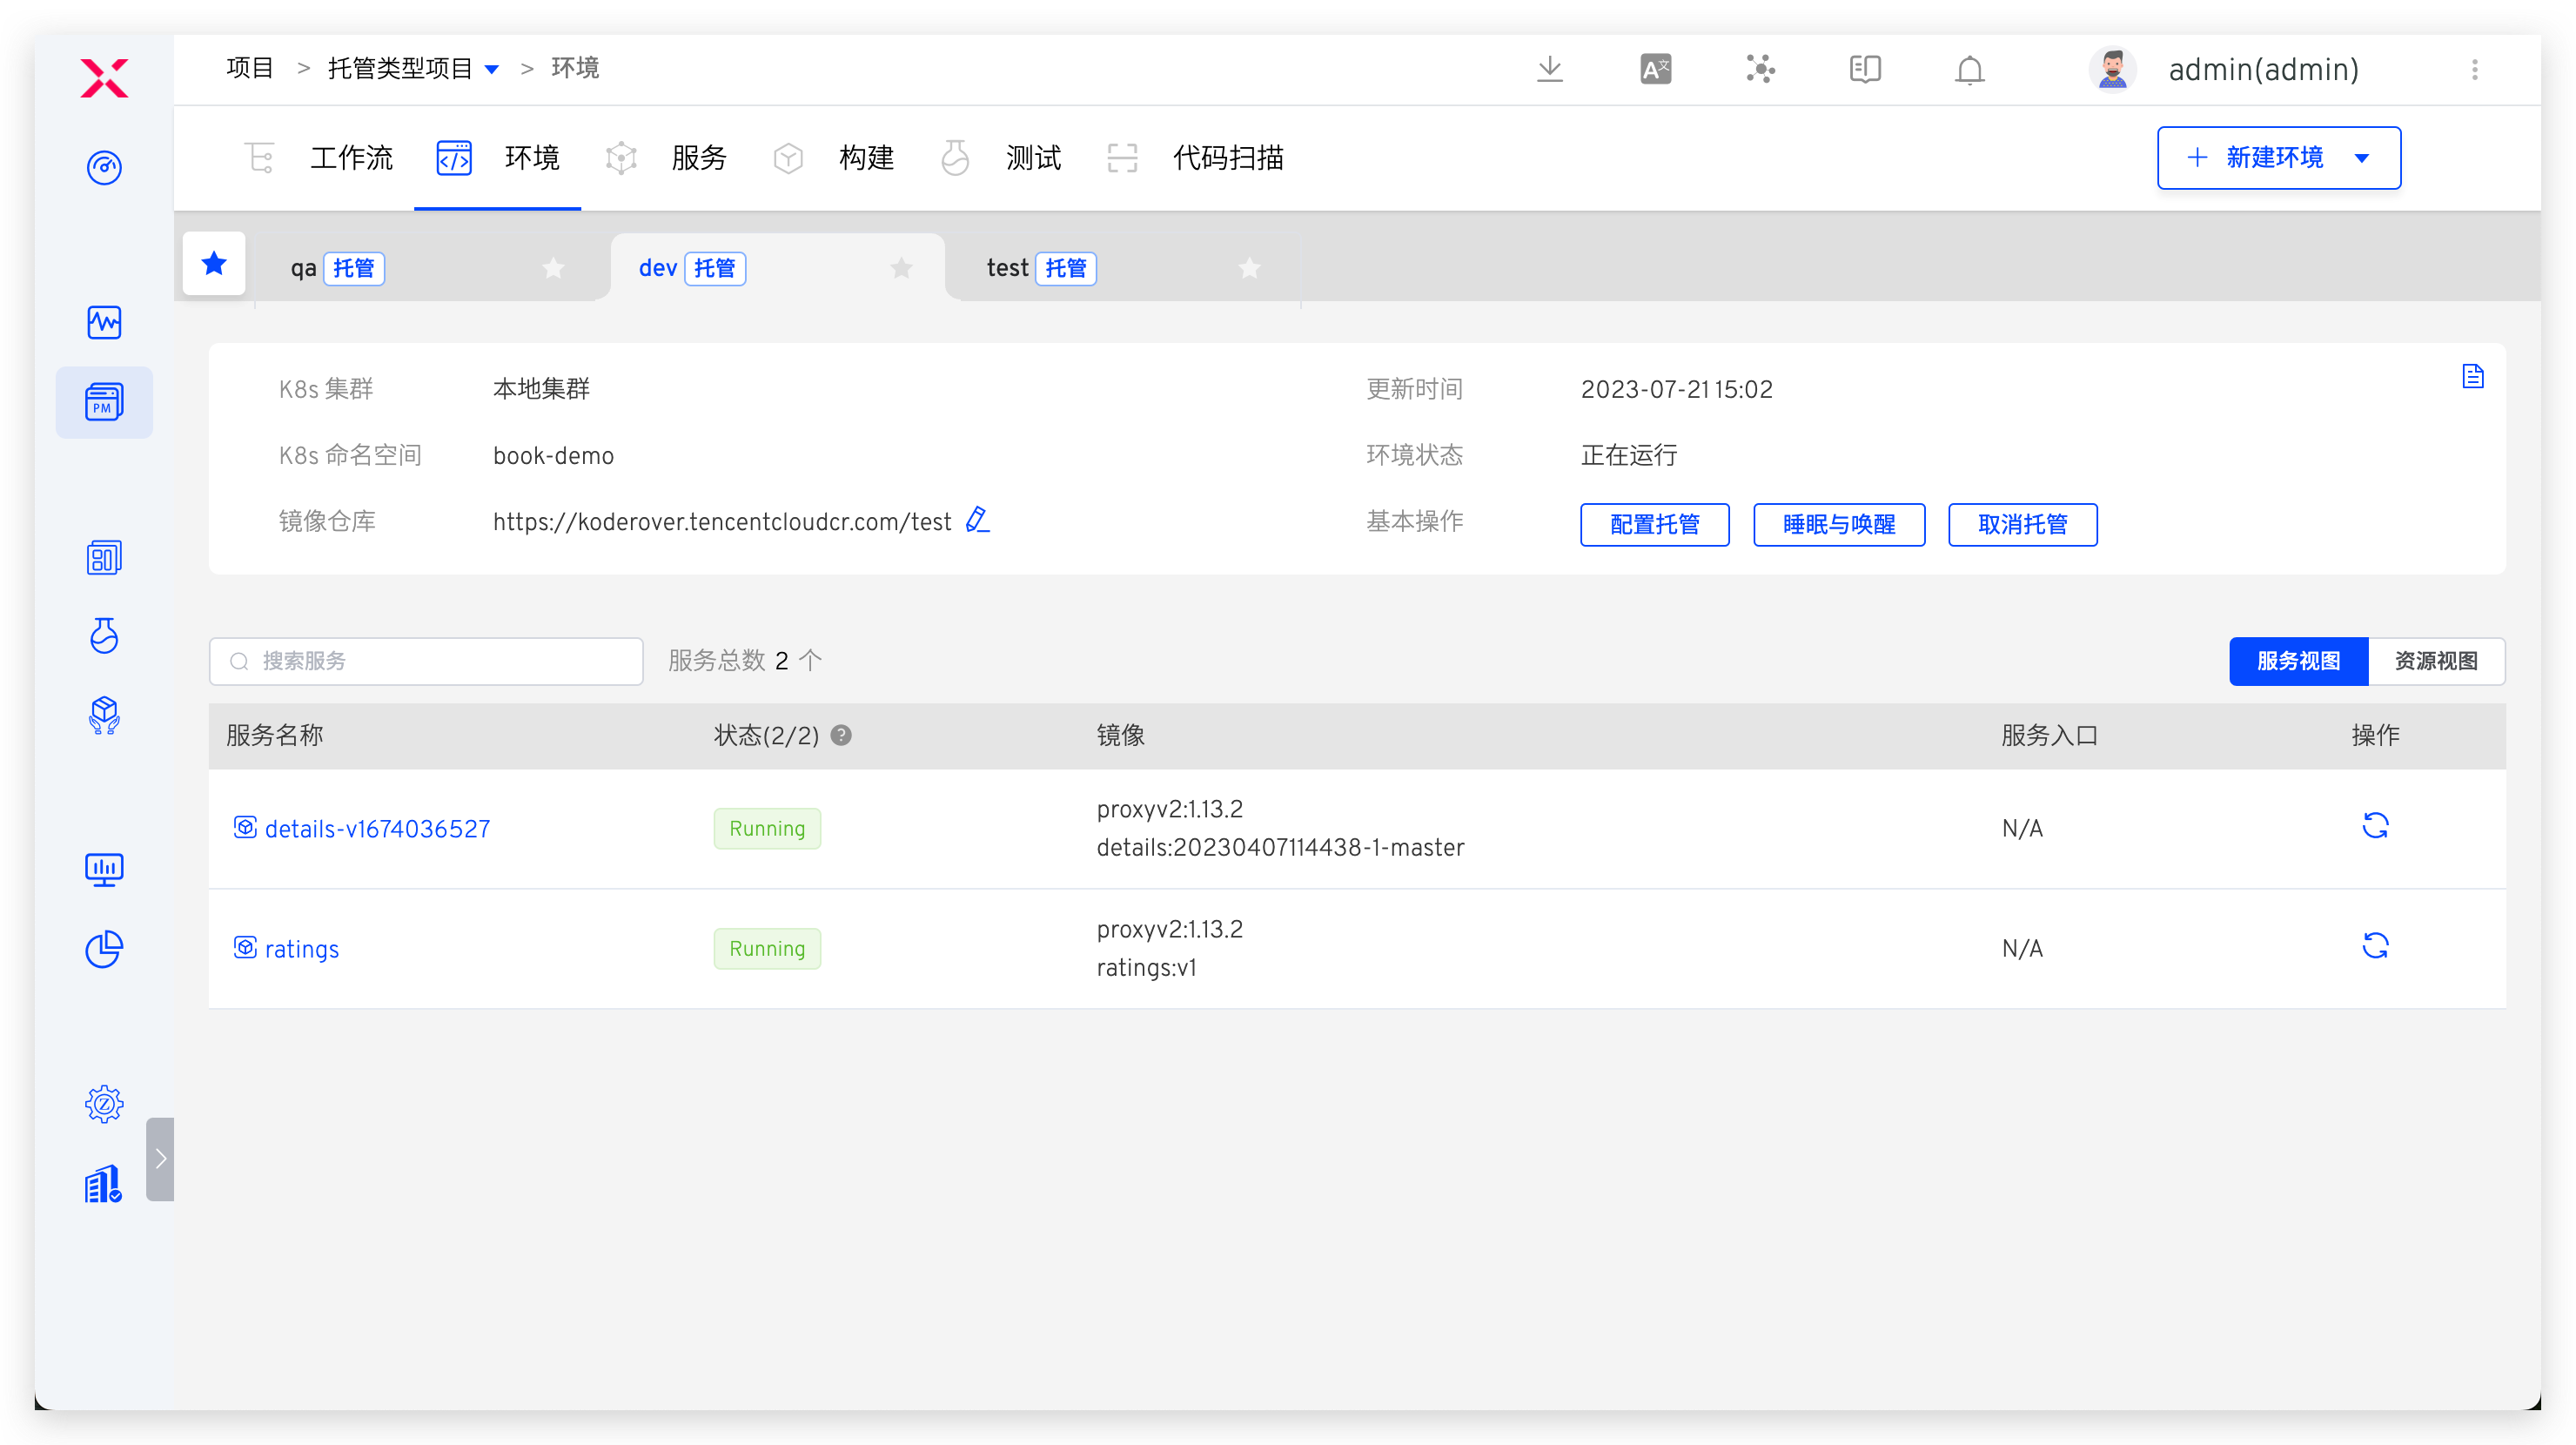 项目 > 托管类型项目 > 环境
admin(admin)
工作流 环境 服务 构建 测试 代码扫描
+ 新建环境
qa 托管 dev 托管 test 托管
K8s 集群 本地集群 更新时间 2023-07-21 15:02
K8s 命名空间 book-demo 环境状态 正在运行
镜像仓库 https://koderover.tencentcloudcr.com/test 基本操作 配置托管 睡眠与唤醒 取消托管
搜索服务 服务总数 2 个 服务视图 资源视图
服务名称 状态(2/2) ? 镜像 服务入口 操作
details-v1674036527 Running proxyv2:1.13.2 N/A
details:20230407114438-1-master
ratings Running proxyv2:1.13.2 N/A
ratings:v1
PM